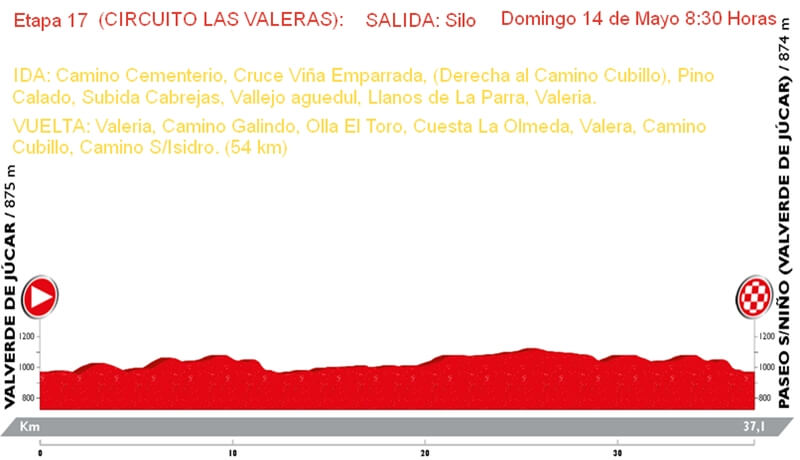 Etapa 17 (CIRCUITO LAS VALERAS): SALIDA: Silo Domingo 14 de Mayo 8:30 Horas
IDA: Camino Cementerio, Cruce Viña Emparrada, (Derecha al Camino Cubillo), Pino
Calado, Subida Cabrejas, Vallejo aguedul, Llanos de La Parra, Valeria.
VUELTA: Valeria, Camino Galindo, Olla El Toro, Cuesta La Olmeda, Valera, Camino
Cubillo, Camino S/Isidro. (54 km)
VALVERDE DE JÚCAR / 875 m
PASEO S/NIÑO (VALVERDE DE JÚCAR) / 874 m
1200
1000
800
1200
1000
800
Km 37,1
0 10 20 30